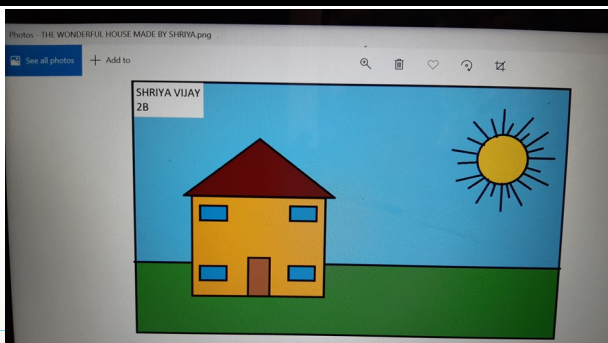 Photos - THE WONDERFUL HOUSE MADE BY SHRIYA.png
See all photos
Add to
SHRIYA VIJAY
2B